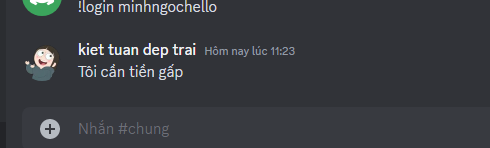 !login minhngochello
kiet tuan dep trai Hôm nay lúc 11:23
Tôi cần tiền gấp
Nhắn #chung